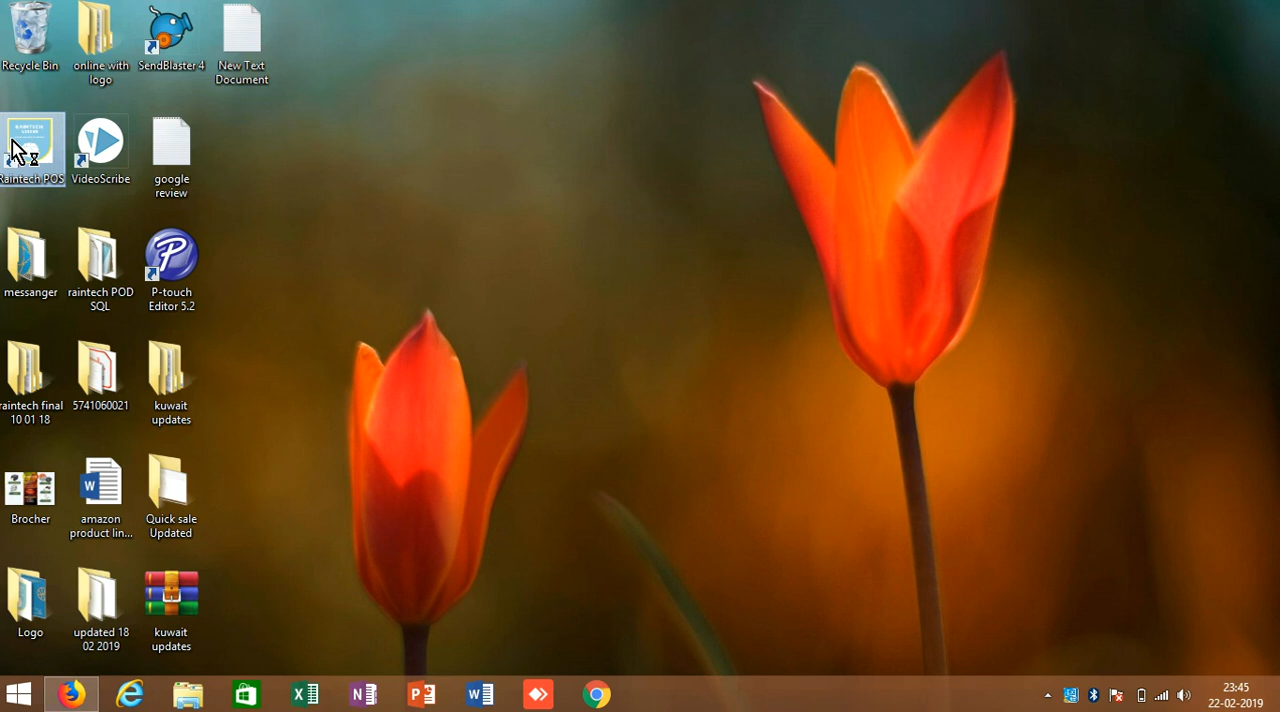 Recycle Bin
online with
logo
SendBlaster 4
New Text
Document
Raintech POS
VideoScribe
google
review
messanger
raintech POD
SQL
P-touch
Editor 5.2
raintech final
10 01 18
5741060021
kuwait
updates
Brocher
amazon
product lin...
Quick sale
Updated
Logo
updated 18
02 2019
kuwait
updates
23:45
22-02-2019